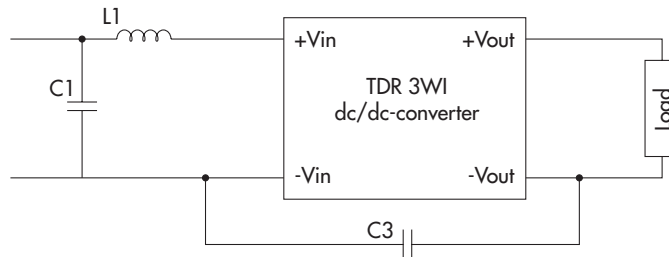 L1
C1
+Vin
+Vout
TDR 3WI
dc/dc-converter
Load
-Vin
-Vout
C3